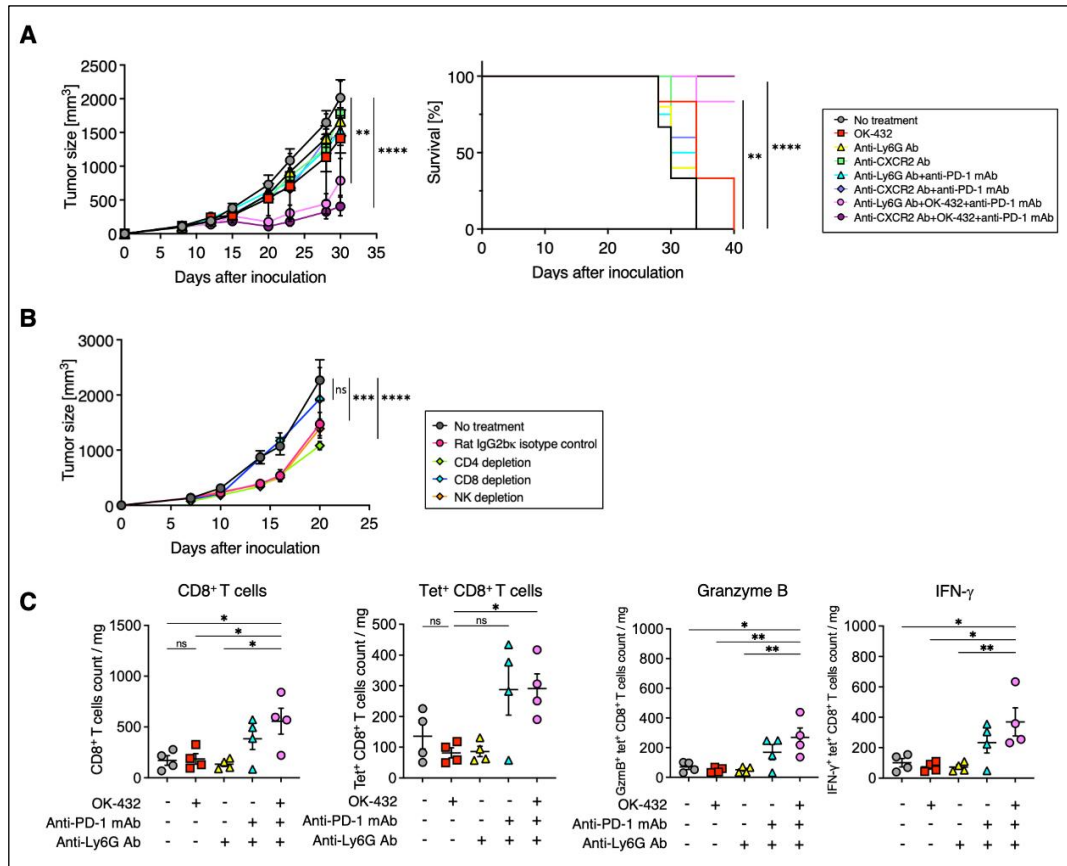 A
2500
2000
1500
1000
500
0
Tumor size [mm³]
0 5 10 15 20 25 30 35
Days after inoculation
**
****
100
50
0
Survival [%]
0 10 20 30 40
Days after inoculation
**
****
No treatment
OK-432
Anti-Ly6G Ab
Anti-CXCR2 Ab
Anti-Ly6G Ab+anti-PD-1 mAb
Anti-CXCR2 Ab+anti-PD-1 mAb
Anti-Ly6G Ab+OK-432+anti-PD-1 mAb
Anti-CXCR2 Ab+OK-432+anti-PD-1 mAb
B
3000
2000
1000
0
Tumor size [mm³]
0 5 10 15 20 25
Days after inoculation
ns
***
****
No treatment
Rat IgG2bκ isotype control
CD4 depletion
CD8 depletion
NK depletion
C
CD8⁺ T cells
1500
1000
500
0
CD8⁺ T cells count / mg
*
*
ns
*
OK-432 - + - - +
Anti-PD-1 mAb - - - + +
Anti-Ly6G Ab - - + + +
Tet⁺ CD8⁺ T cells
500
400
300
200
100
0
Tet⁺ CD8⁺ T cells count / mg
*
ns
ns
OK-432 - + - - +
Anti-PD-1 mAb - - - + +
Anti-Ly6G Ab - - + + +
Granzyme B
1000
800
600
400
200
0
GzmB⁺ tet⁺ CD8⁺ T cells count / mg
*
**
**
OK-432 - + - - +
Anti-PD-1 mAb - - - + +
Anti-Ly6G Ab - - + + +
IFN-γ
1000
800
600
400
200
0
IFN-γ⁺ tet⁺ CD8⁺ T cells count / mg
*
*
**
- + - - +
- - - + +
- - + + +